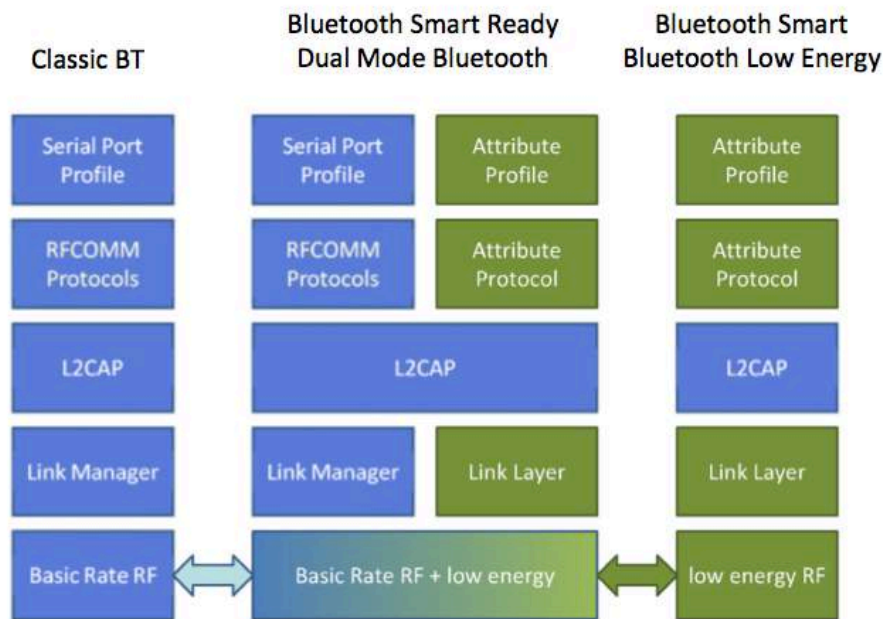 Classic BT
Bluetooth Smart Ready
Dual Mode Bluetooth
Bluetooth Smart
Bluetooth Low Energy
Serial Port
Profile
Serial Port
Profile
Attribute
Profile
Attribute
Profile
RFCOMM
Protocols
RFCOMM
Protocols
Attribute
Protocol
Attribute
Protocol
L2CAP
L2CAP
L2CAP
Link Manager
Link Manager
Link Layer
Link Layer
Basic Rate RF
Basic Rate RF + low energy
low energy RF